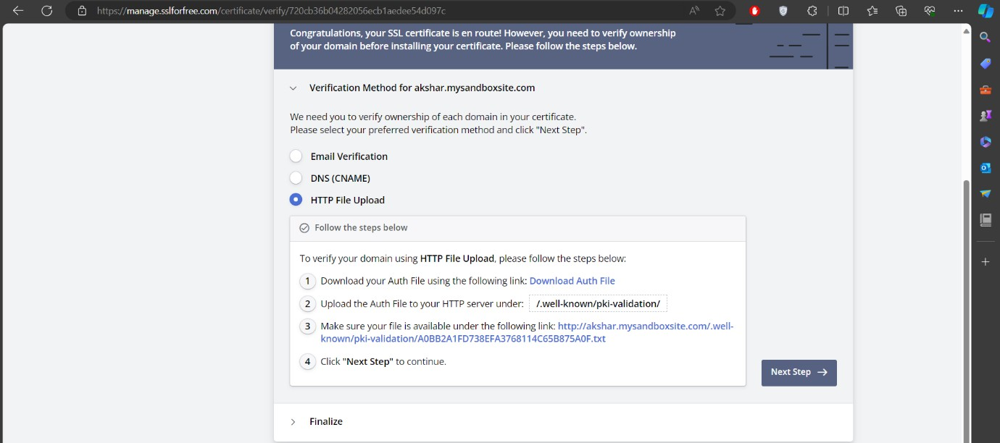 https://manage.sslforfree.com/certificate/verify/720cb36b04282056ecb1aedee54d097c
Congratulations, your SSL certificate is en route! However, you need to verify ownership
of your domain before installing your certificate. Please follow the steps below.
Verification Method for akshar.mysandboxsite.com
We need you to verify ownership of each domain in your certificate.
Please select your preferred verification method and click "Next Step".
Email Verification
DNS (CNAME)
HTTP File Upload
Follow the steps below
To verify your domain using HTTP File Upload, please follow the steps below:
1 Download your Auth File using the following link: Download Auth File
2 Upload the Auth File to your HTTP server under: /.well-known/pki-validation/
3 Make sure your file is available under the following link: http://akshar.mysandboxsite.com/.well-
known/pki-validation/A0BB2A1FD738EFA3768114C65B875A0F.txt
4 Click "Next Step" to continue.
Next Step
Finalize